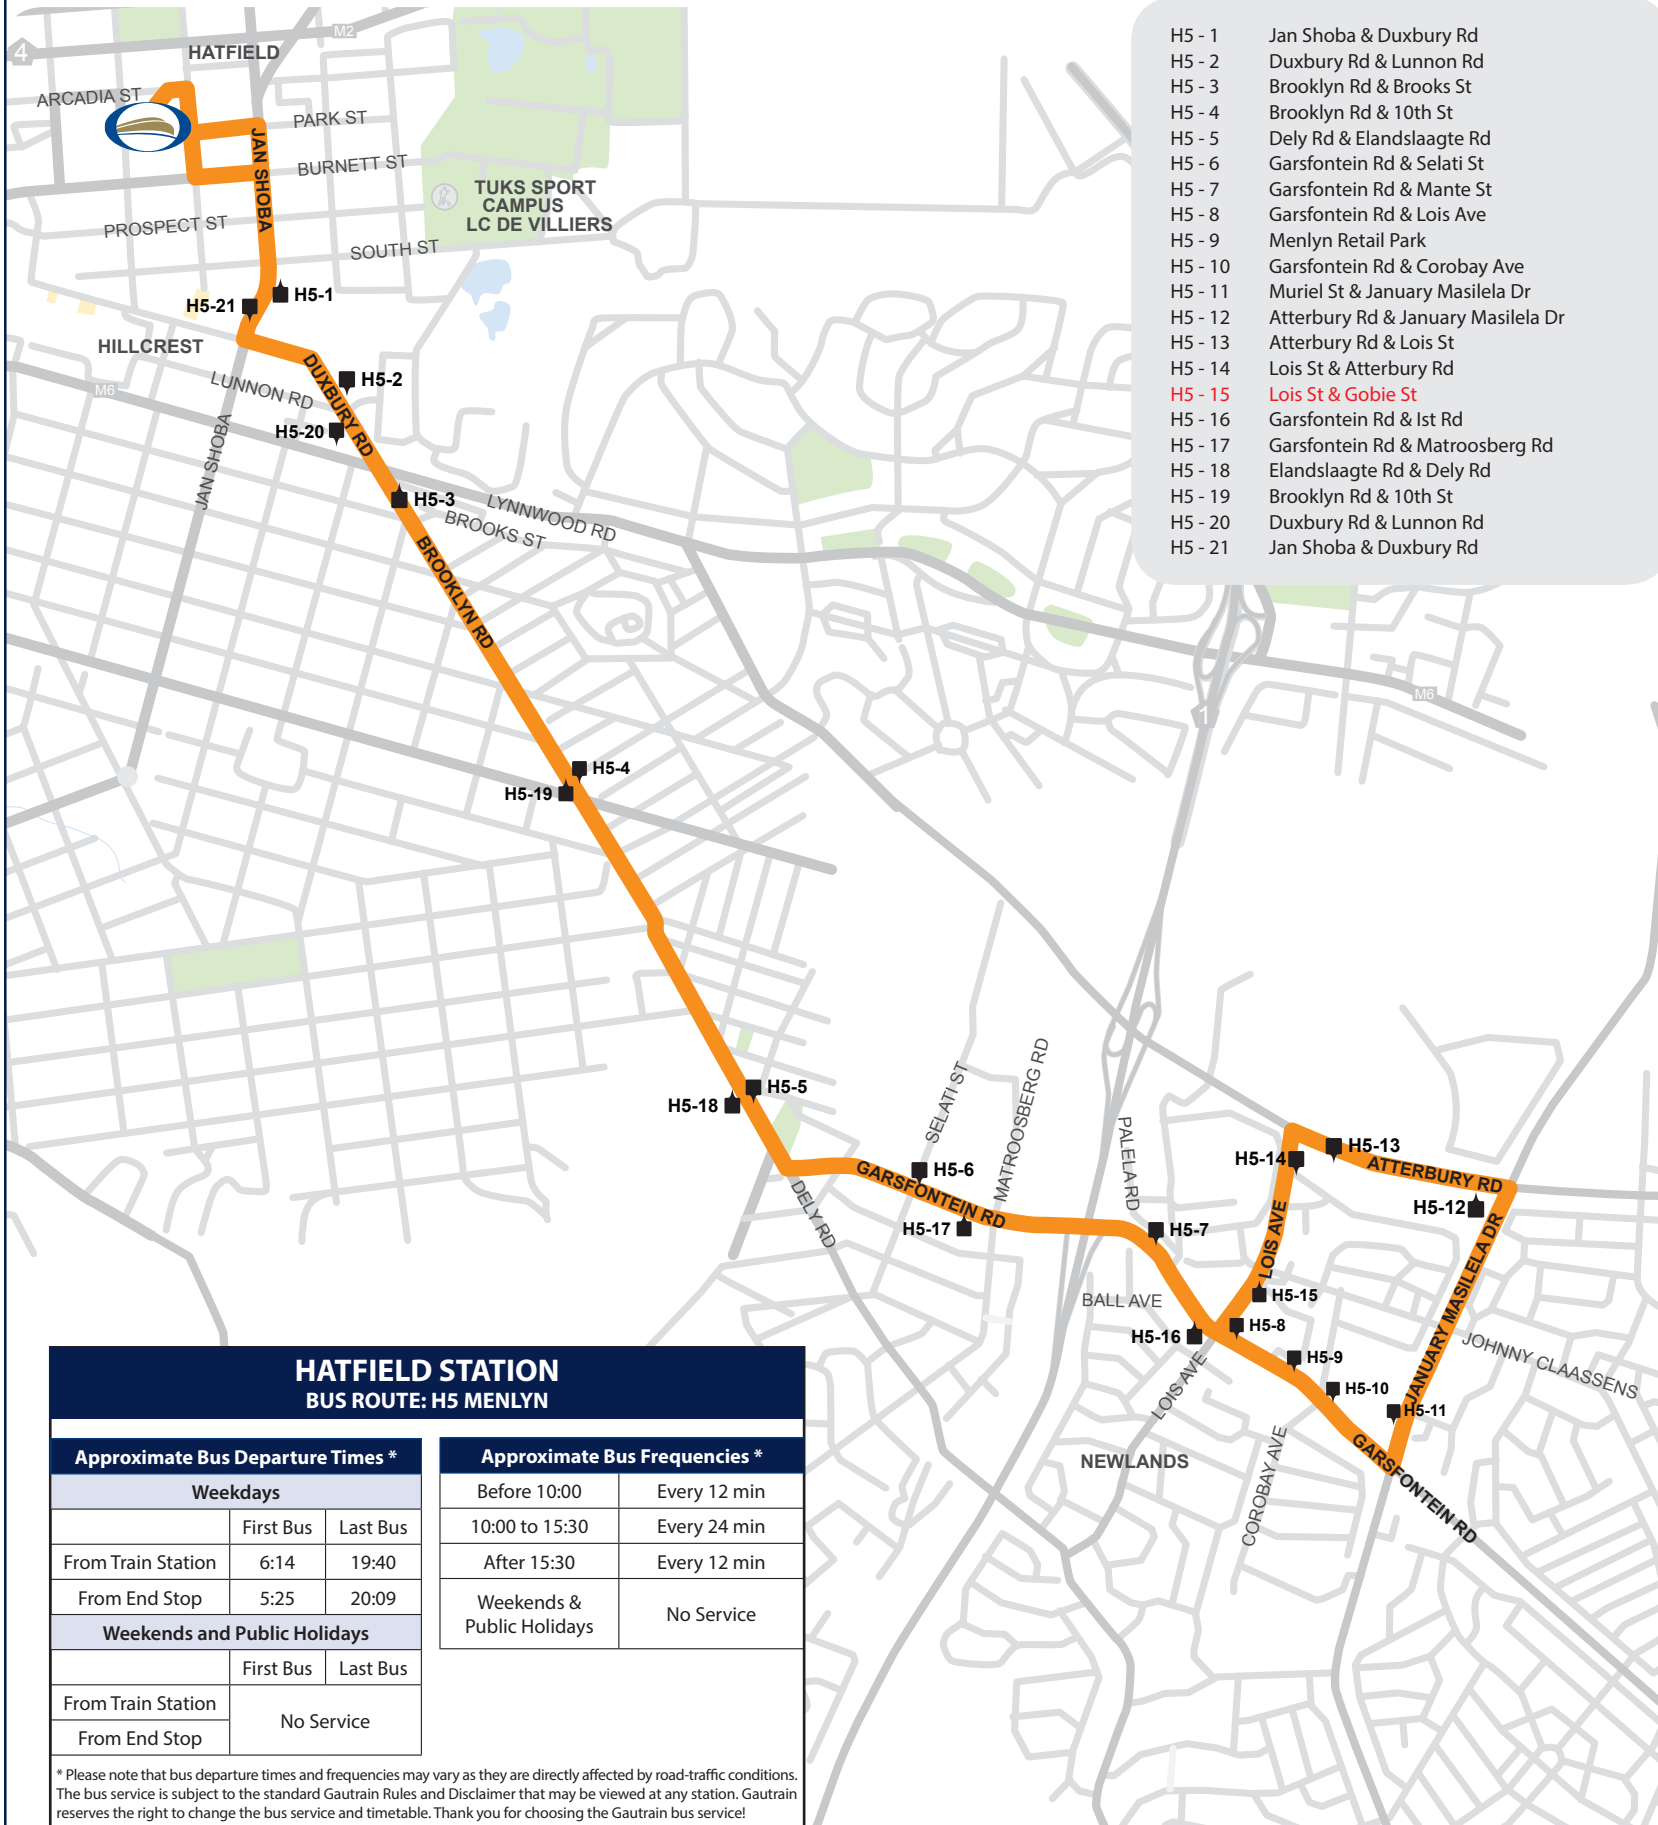 H5 - 1 Jan Shoba & Duxbury Rd
H5 - 2 Duxbury Rd & Lunnon Rd
H5 - 3 Brooklyn Rd & Brooks St
H5 - 4 Brooklyn Rd & 10th St
H5 - 5 Dely Rd & Elandslaagte Rd
H5 - 6 Garsfontein Rd & Selati St
H5 - 7 Garsfontein Rd & Mante St
H5 - 8 Garsfontein Rd & Lois Ave
H5 - 9 Menlyn Retail Park
H5 - 10 Garsfontein Rd & Corobay Ave
H5 - 11 Muriel St & January Masilela Dr
H5 - 12 Atterbury Rd & January Masilela Dr
H5 - 13 Atterbury Rd & Lois St
H5 - 14 Lois St & Atterbury Rd
H5 - 15 Lois St & Gobie St
H5 - 16 Garsfontein Rd & Ist Rd
H5 - 17 Garsfontein Rd & Matroosberg Rd
H5 - 18 Elandslaagte Rd & Dely Rd
H5 - 19 Brooklyn Rd & 10th St
H5 - 20 Duxbury Rd & Lunnon Rd
H5 - 21 Jan Shoba & Duxbury Rd
M2
4
HATFIELD
ARCADIA ST
PARK ST
JAN SHOBA
BURNETT ST
TUKS SPORT
CAMPUS
LC DE VILLIERS
PROSPECT ST
SOUTH ST
H5-1
H5-21
HILLCREST
DUXBURY RD
H5-2
LUNNON RD
M6
H5-20
JAN SHOBA
H5-3
LYNNWOOD RD
BROOKS ST
BROOKLYN RD
M6
1
H5-4
H5-19
H5-5
H5-18
SELATI ST
MATROOSBERG RD
PALELA RD
H5-6
GARSFONTEIN RD
H5-17
DELY RD
H5-7
H5-13
H5-14
ATTERBURY RD
H5-12
LOIS AVE
JANUARY MASILELA DR
H5-15
BALL AVE
H5-16
H5-8
H5-9
JOHNNY CLAASSENS
H5-10
LOIS AVE
H5-11
COROBAY AVE
GARSFONTEIN RD
NEWLANDS
HATFIELD STATION
BUS ROUTE: H5 MENLYN
Approximate Bus Departure Times *
Weekdays
First Bus Last Bus
From Train Station 6:14 19:40
From End Stop 5:25 20:09
Weekends and Public Holidays
First Bus Last Bus
From Train Station
No Service
From End Stop
Approximate Bus Frequencies *
Before 10:00 Every 12 min
10:00 to 15:30 Every 24 min
After 15:30 Every 12 min
Weekends &
Public Holidays
No Service
* Please note that bus departure times and frequencies may vary as they are directly affected by road-traffic conditions.
The bus service is subject to the standard Gautrain Rules and Disclaimer that may be viewed at any station. Gautrain
reserves the right to change the bus service and timetable. Thank you for choosing the Gautrain bus service!